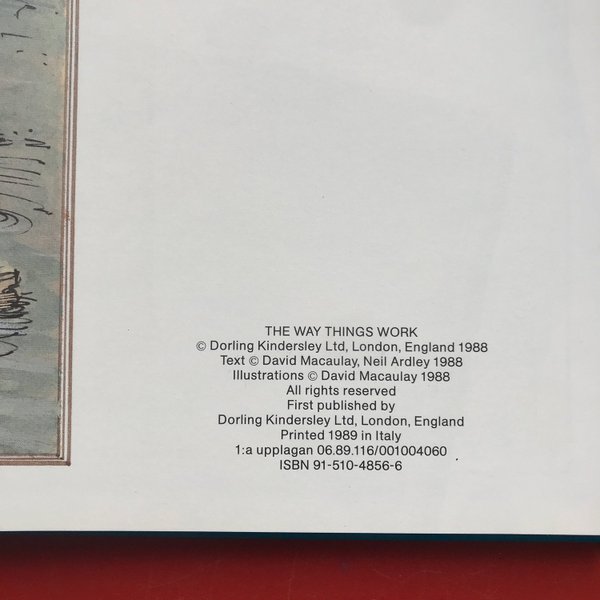 THE WAY THINGS WORK
© Dorling Kindersley Ltd, London, England 1988
Text © David Macaulay, Neil Ardley 1988
Illustrations © David Macaulay 1988
All rights reserved
First published by
Dorling Kindersley Ltd, London, England
Printed 1989 in Italy
1:a upplagan 06.89.116/001004060
ISBN 91-510-4856-6